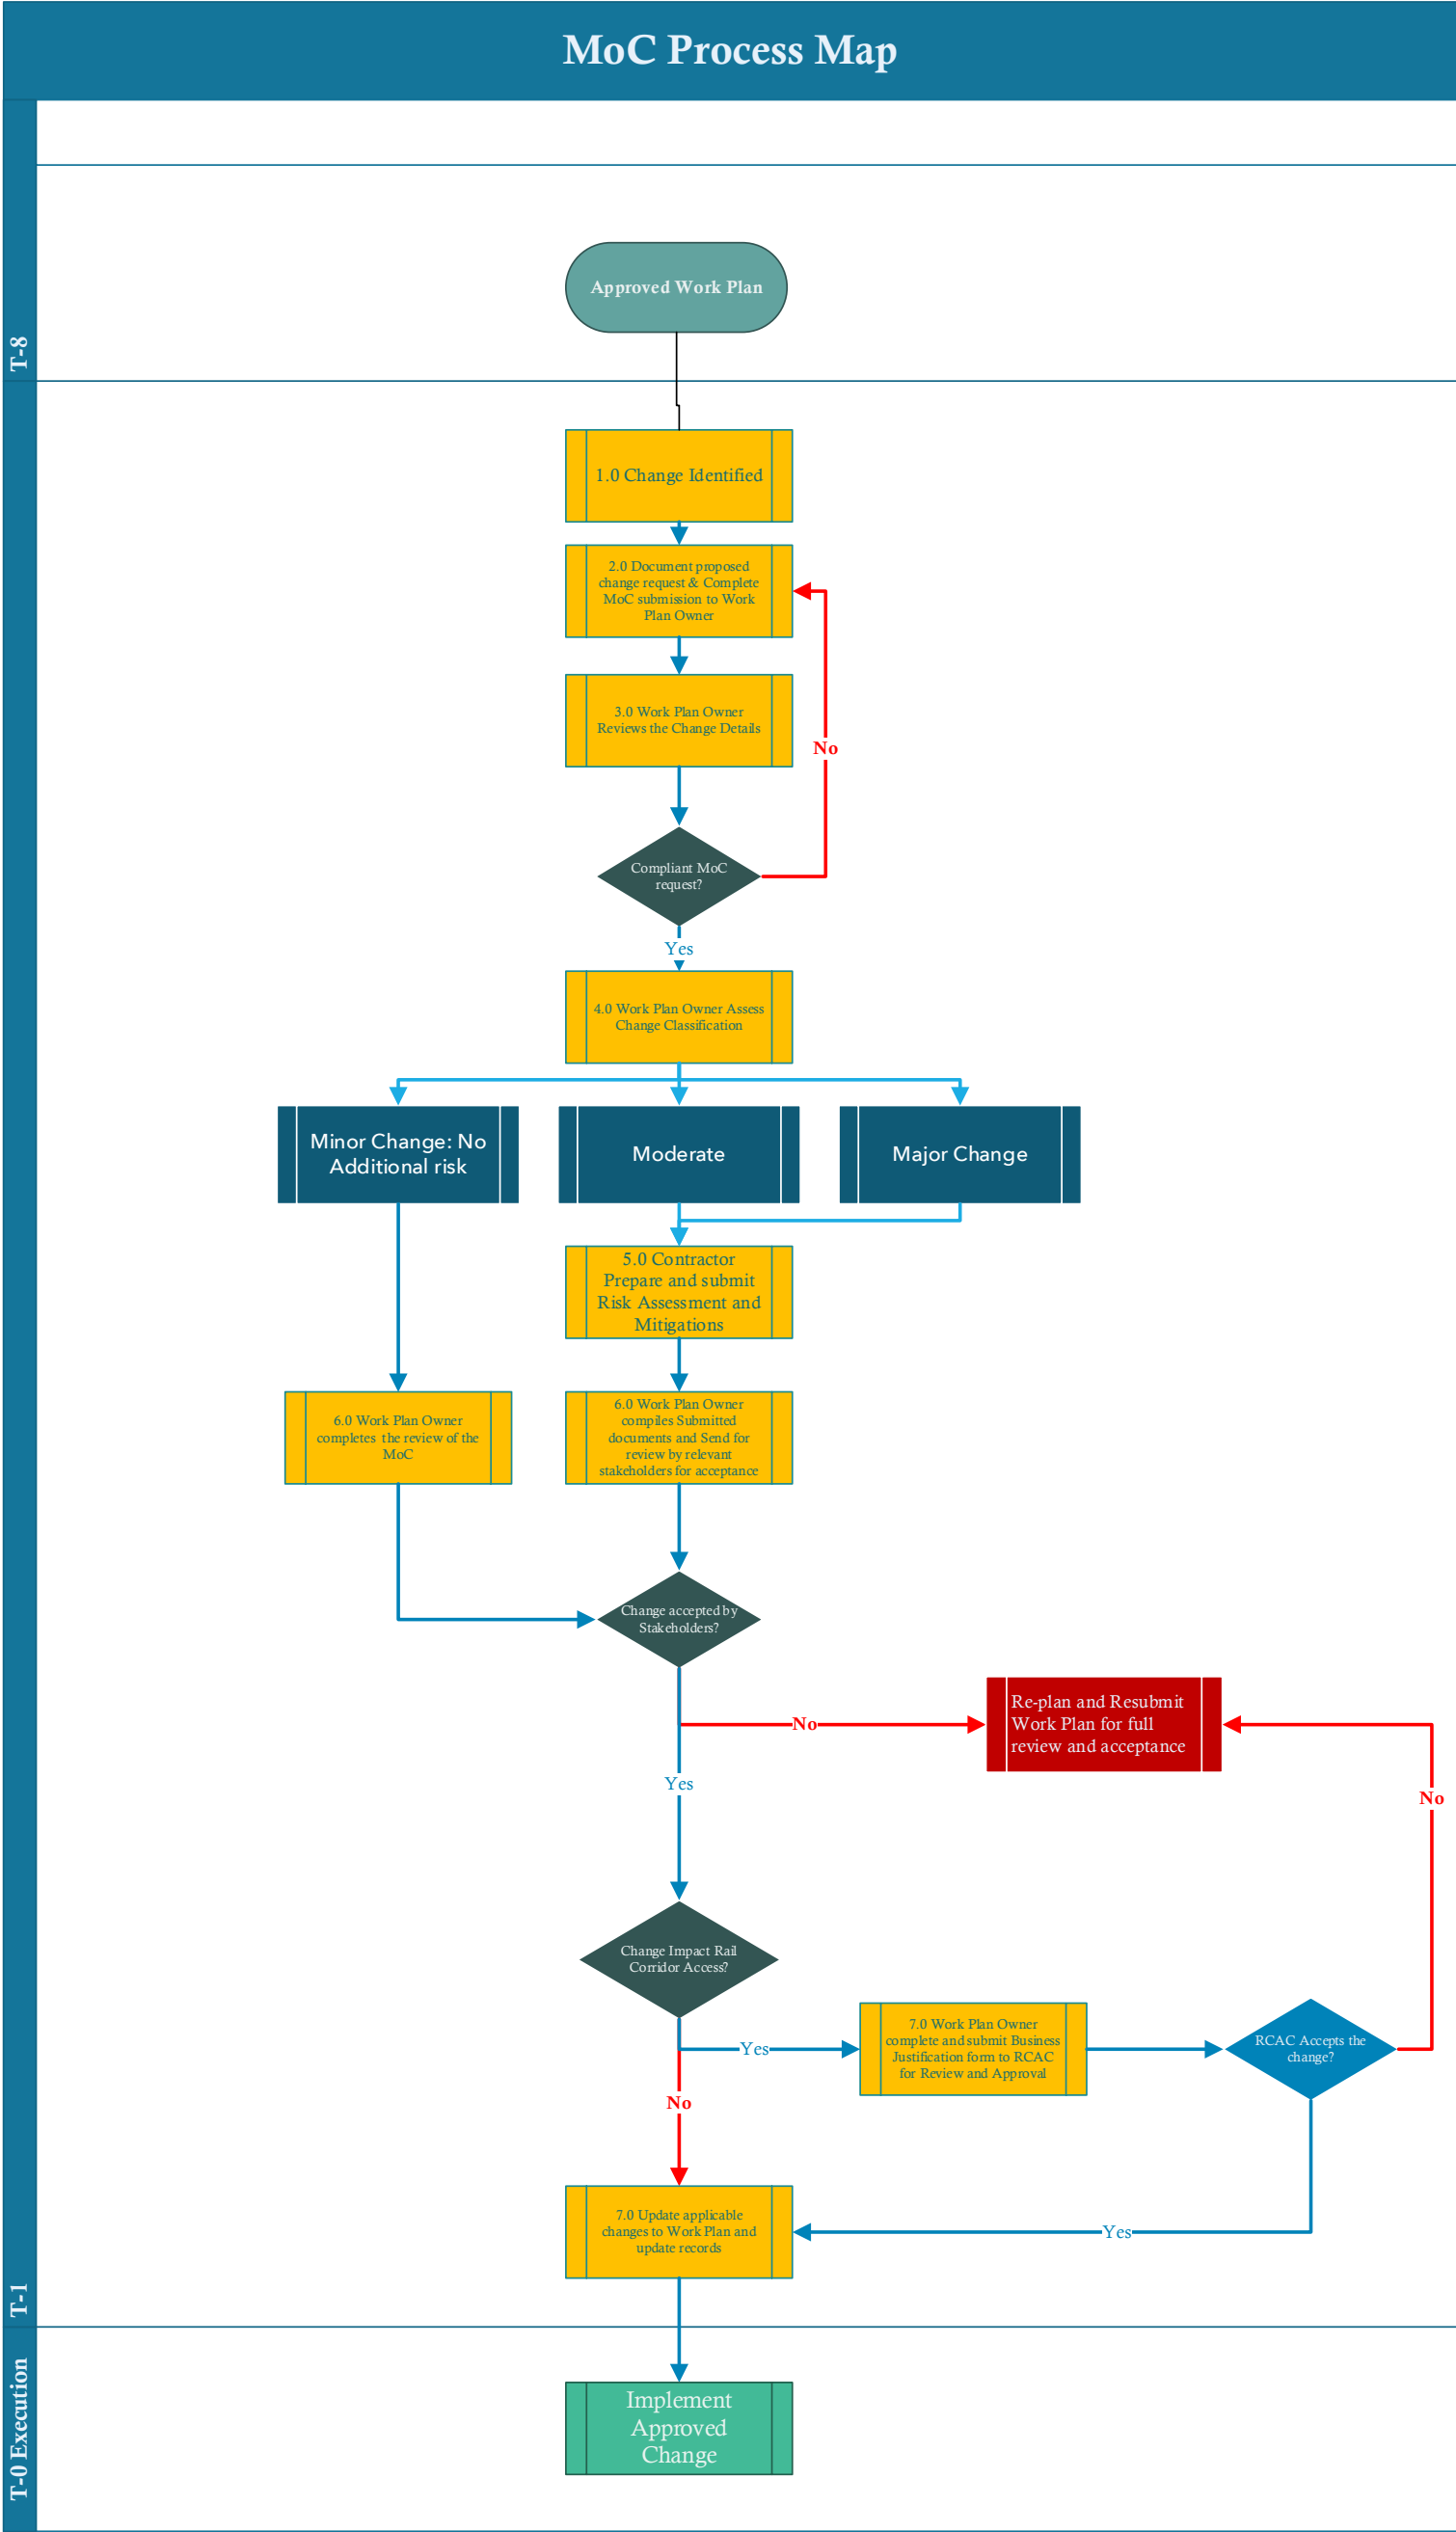 MoC Process Map
T-8
Approved Work Plan
T-1
1.0 Change Identified
2.0 Document proposed
change request & Complete
MoC submission to Work
Plan Owner
3.0 Work Plan Owner
Reviews the Change Details
No
Compliant MoC
request?
Yes
4.0 Work Plan Owner Assess
Change Classification
Minor Change: No
Additional risk
Moderate
Major Change
5.0 Contractor
Prepare and submit
Risk Assessment and
Mitigations
6.0 Work Plan Owner
completes the review of the
MoC
6.0 Work Plan Owner
compiles Submitted
documents and Send for
review by relevant
stakeholders for acceptance
Change accepted by
Stakeholders?
No
Re-plan and Resubmit
Work Plan for full
review and acceptance
Yes
No
Change Impact Rail
Corridor Access?
Yes
7.0 Work Plan Owner
complete and submit Business
Justification form to RCAC
for Review and Approval
RCAC Accepts the
change?
No
7.0 Update applicable
changes to Work Plan and
update records
Yes
T-0 Execution
Implement
Approved
Change